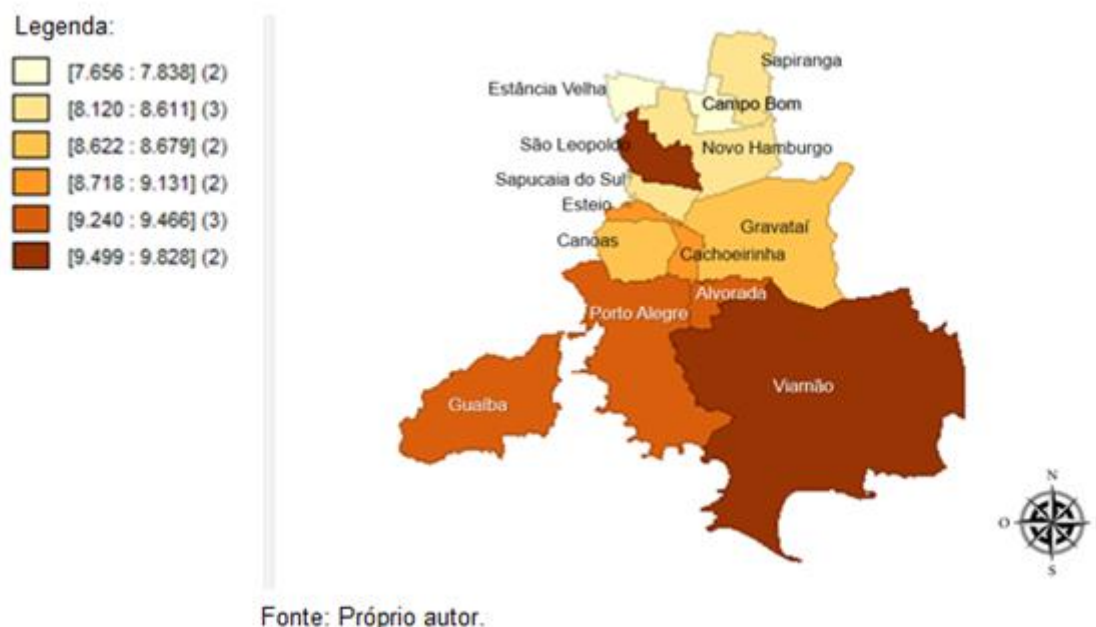 Legenda:
[7.656 : 7.838] (2)
[8.120 : 8.611] (3)
[8.622 : 8.679] (2)
[8.718 : 9.131] (2)
[9.240 : 9.466] (3)
[9.499 : 9.828] (2)
Sapiranga
Estância Velha
Campo Bom
São Leopoldo
Novo Hamburgo
Sapucaia do Sul
Esteio
Gravataí
Canoas
Cachoeirinha
Alvorada
Porto Alegre
Viamão
Guaíba
N
O
S
Fonte: Próprio autor.